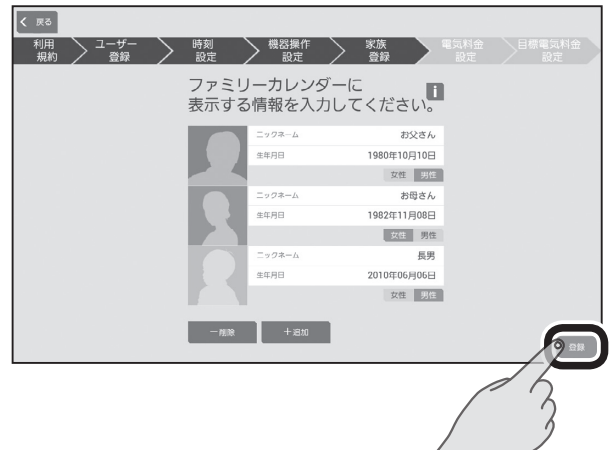 戻る
利用
規約
ユーザー
登録
時刻
設定
機器操作
設定
家族
登録
電気料金
設定
目標電気料金
設定
ファミリーカレンダーに
表示する情報を入力してください。
i
ニックネーム お父さん
生年月日 1980年10月10日
女性 男性
ニックネーム お母さん
生年月日 1982年11月08日
女性 男性
ニックネーム 長男
生年月日 2010年06月06日
女性 男性
ー削除 +追加
登録